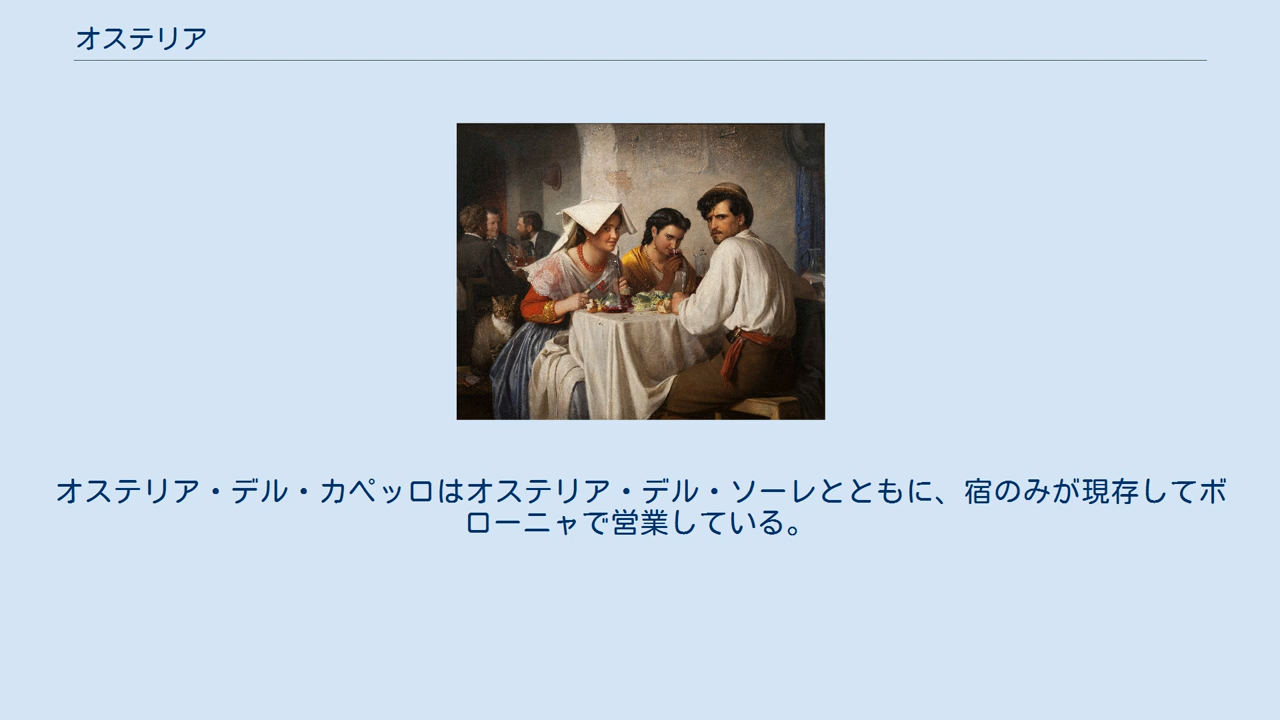 オステリア
オステリア・デル・カペッロはオステリア・デル・ソーレとともに、宿のみが現存してボ
ローニャで営業している。